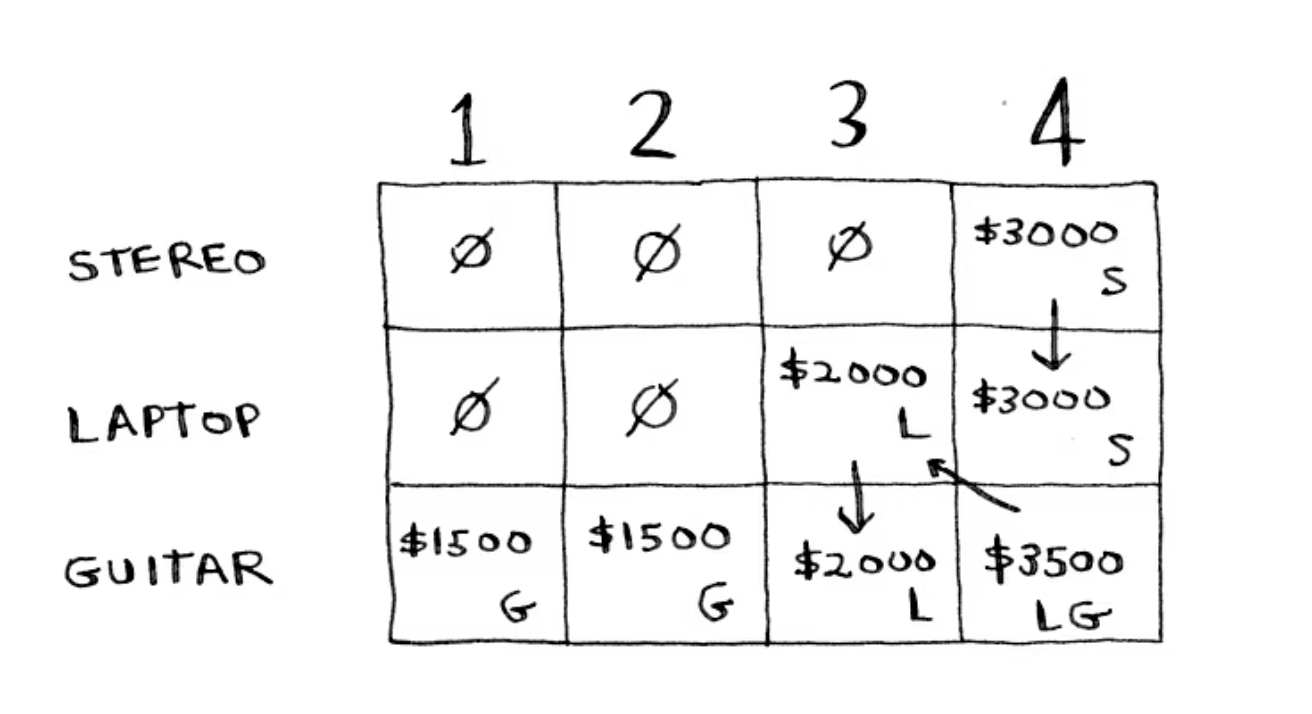 1 2 3 4
STEREO Ø Ø Ø $3000 S
LAPTOP Ø Ø $2000 L $3000 S
GUITAR $1500 G $1500 G $2000 L $3500 LG